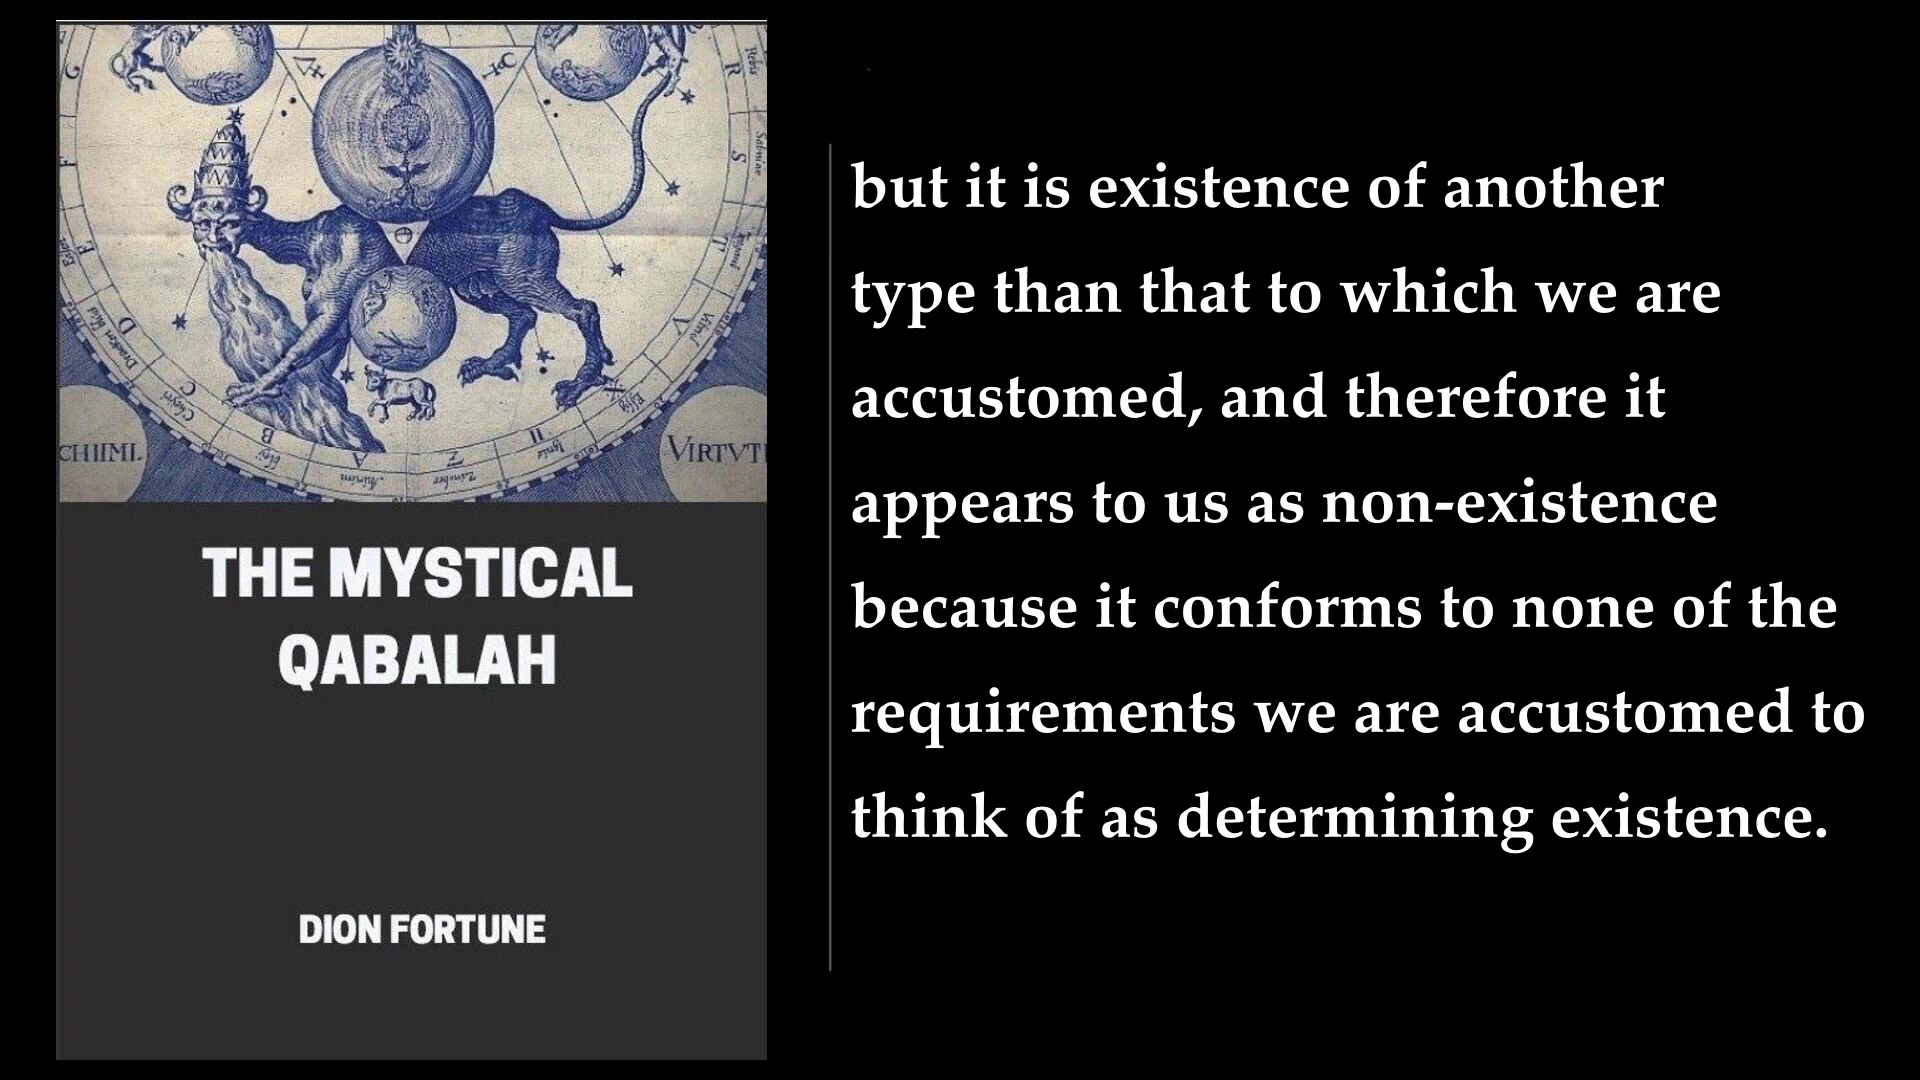 THE MYSTICAL
QABALAH
DION FORTUNE
CHIIMI.
VIRTVTI
but it is existence of another
type than that to which we are
accustomed, and therefore it
appears to us as non-existence
because it conforms to none of the
requirements we are accustomed to
think of as determining existence.